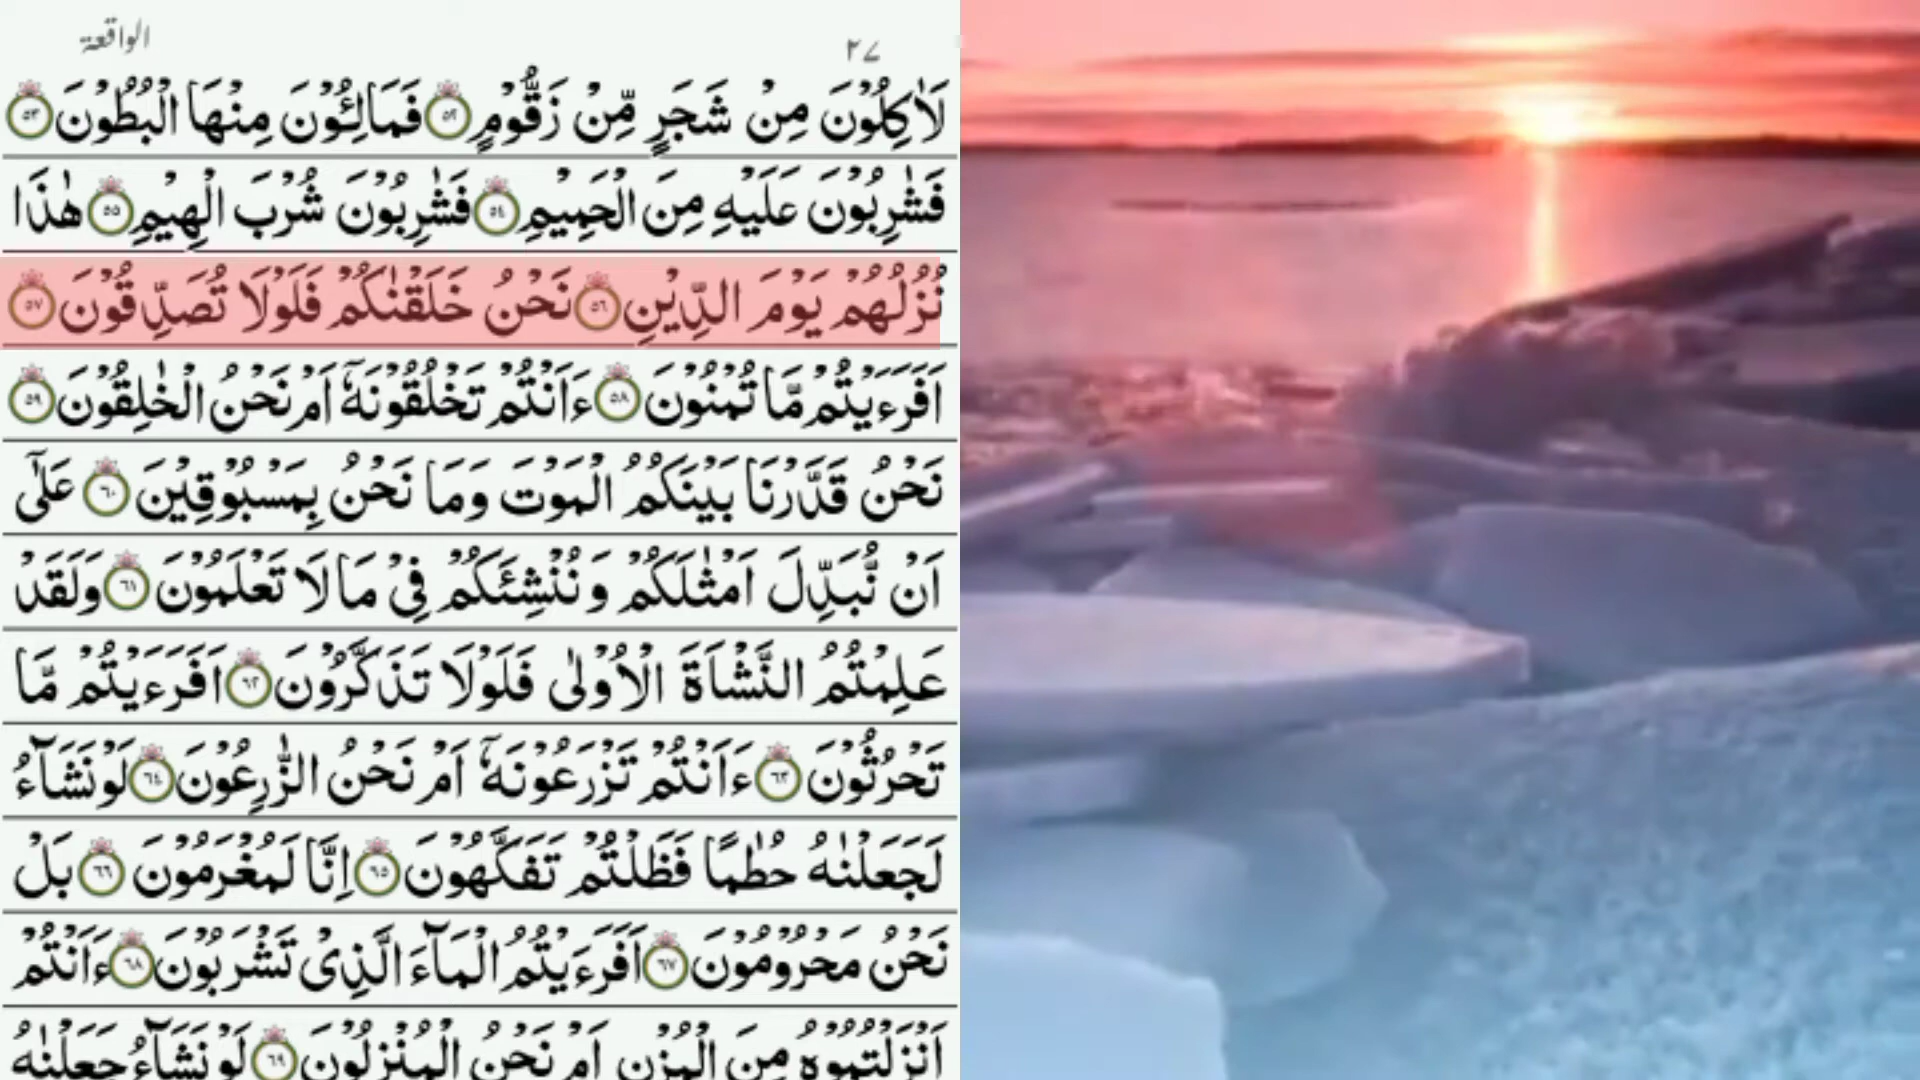 الواقعة ٢٧
لَاٰكِلُوْنَ مِنْ شَجَرٍ مِّنْ زَقُّوْمٍ ٥٢ فَمَالِـُٔوْنَ مِنْهَا الْبُطُوْنَ ٥٣
فَشٰرِبُوْنَ عَلَيْهِ مِنَ الْحَمِيْمِ ٥٤ فَشٰرِبُوْنَ شُرْبَ الْهِيْمِ ٥٥ هٰذَا
نُزُلُهُمْ يَوْمَ الدِّيْنِ ٥٦ نَحْنُ خَلَقْنٰكُمْ فَلَوْلَا تُصَدِّقُوْنَ ٥٧
اَفَرَءَيْتُمْ مَّا تُمْنُوْنَ ٥٨ ءَاَنْتُمْ تَخْلُقُوْنَهٗٓ اَمْ نَحْنُ الْخٰلِقُوْنَ ٥٩
نَحْنُ قَدَّرْنَا بَيْنَكُمُ الْمَوْتَ وَمَا نَحْنُ بِمَسْبُوْقِيْنَ ٦٠ عَلٰٓى
اَنْ نُّبَدِّلَ اَمْثٰلَكُمْ وَنُنْشِئَكُمْ فِيْ مَا لَا تَعْلَمُوْنَ ٦١ وَلَقَدْ
عَلِمْتُمُ النَّشْاَةَ الْاُوْلٰى فَلَوْلَا تَذَكَّرُوْنَ ٦٢ اَفَرَءَيْتُمْ مَّا
تَحْرُثُوْنَ ٦٣ ءَاَنْتُمْ تَزْرَعُوْنَهٗٓ اَمْ نَحْنُ الزّٰرِعُوْنَ ٦٤ لَوْ نَشَآءُ
لَجَعَلْنٰهُ حُطٰمًا فَظَلْتُمْ تَفَكَّهُوْنَ ٦٥ اِنَّا لَمُغْرَمُوْنَ ٦٦ بَلْ
نَحْنُ مَحْرُوْمُوْنَ ٦٧ اَفَرَءَيْتُمُ الْمَآءَ الَّذِيْ تَشْرَبُوْنَ ٦٨ ءَاَنْتُمْ
اَنْزَلْتُمُوْهُ مِنَ الْمُزْنِ اَمْ نَحْنُ الْمُنْزِلُوْنَ ٦٩ لَوْ نَشَآءُ جَعَلْنٰهُ